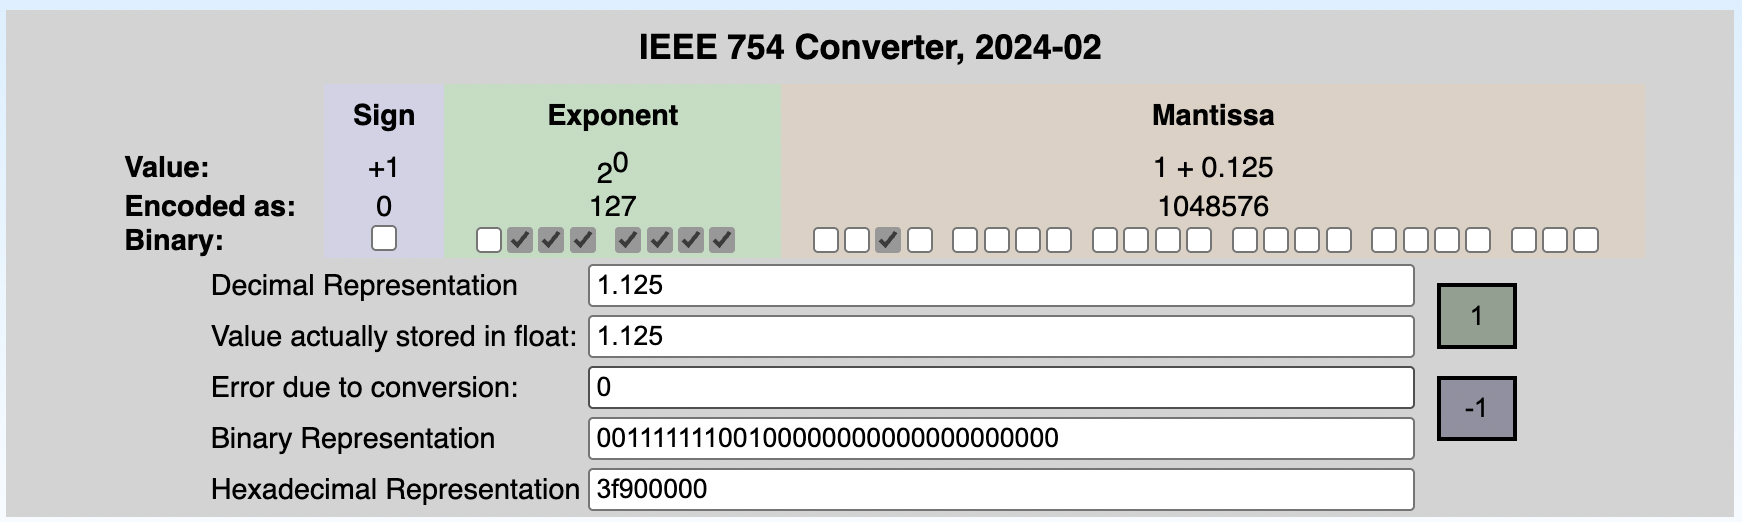 IEEE 754 Converter, 2024-02
Sign Exponent Mantissa
Value: +1 2⁰ 1 + 0.125
Encoded as: 0 127 1048576
Binary:
Decimal Representation 1.125
1
Value actually stored in float: 1.125
Error due to conversion: 0
-1
Binary Representation 00111111100100000000000000000000
Hexadecimal Representation 3f900000